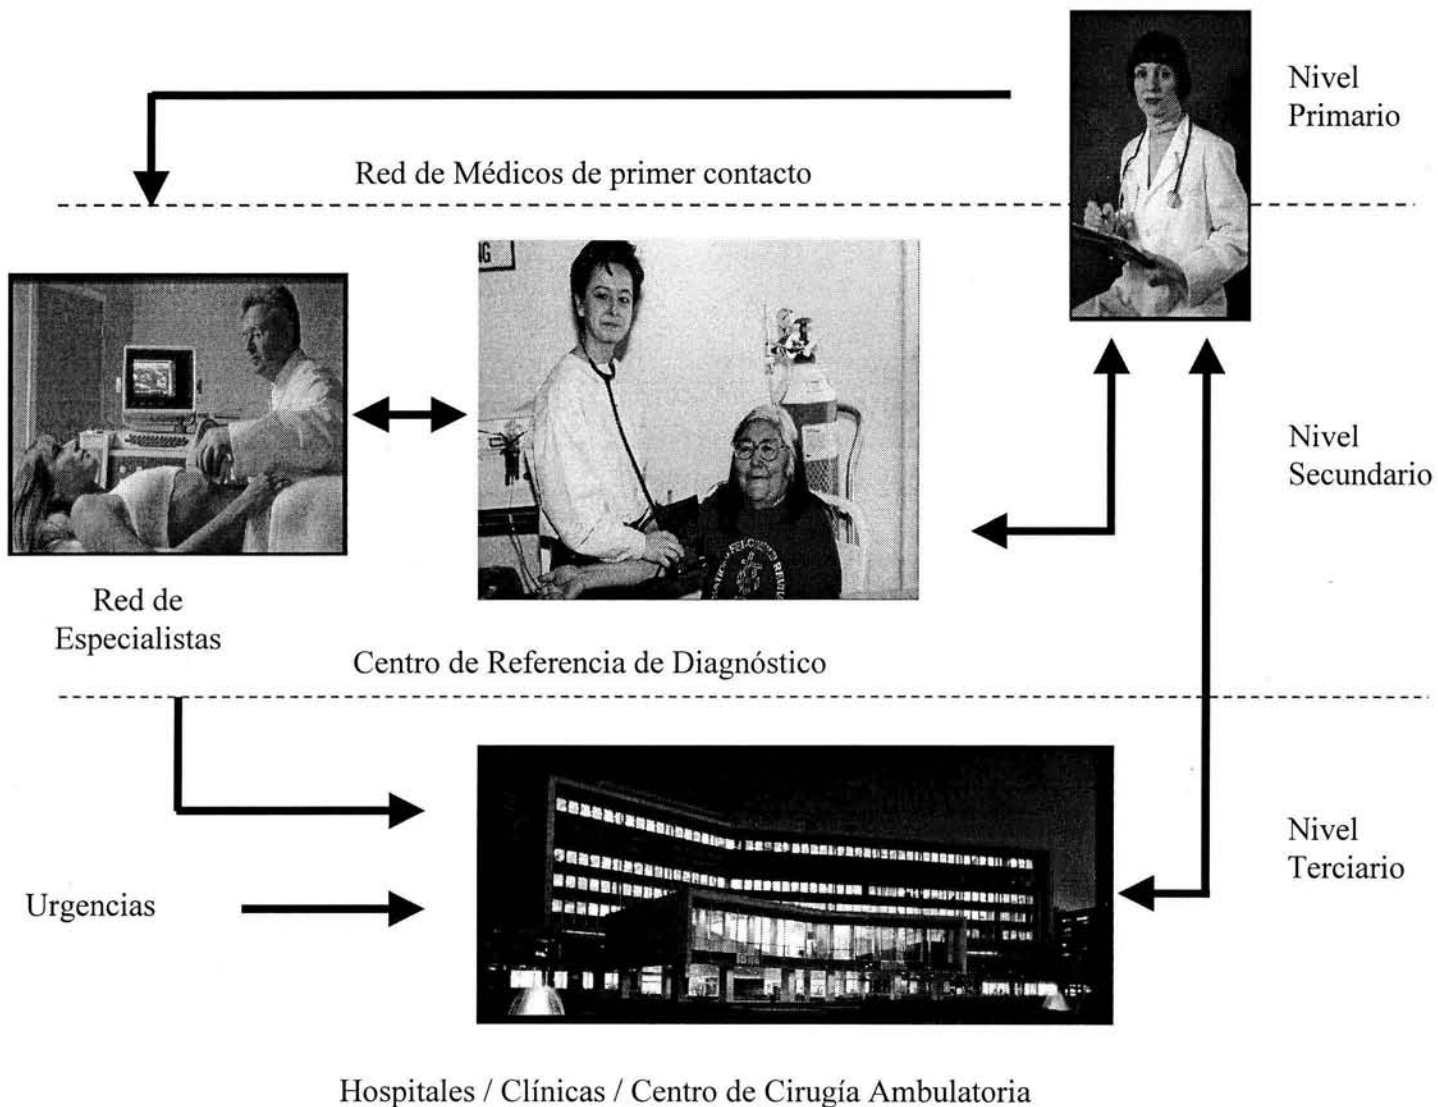 Nivel
Primario
Red de Médicos de primer contacto
NG
Nivel
Secundario
Red de
Especialistas
Centro de Referencia de Diagnóstico
Nivel
Terciario
Urgencias
Hospitales / Clínicas / Centro de Cirugía Ambulatoria